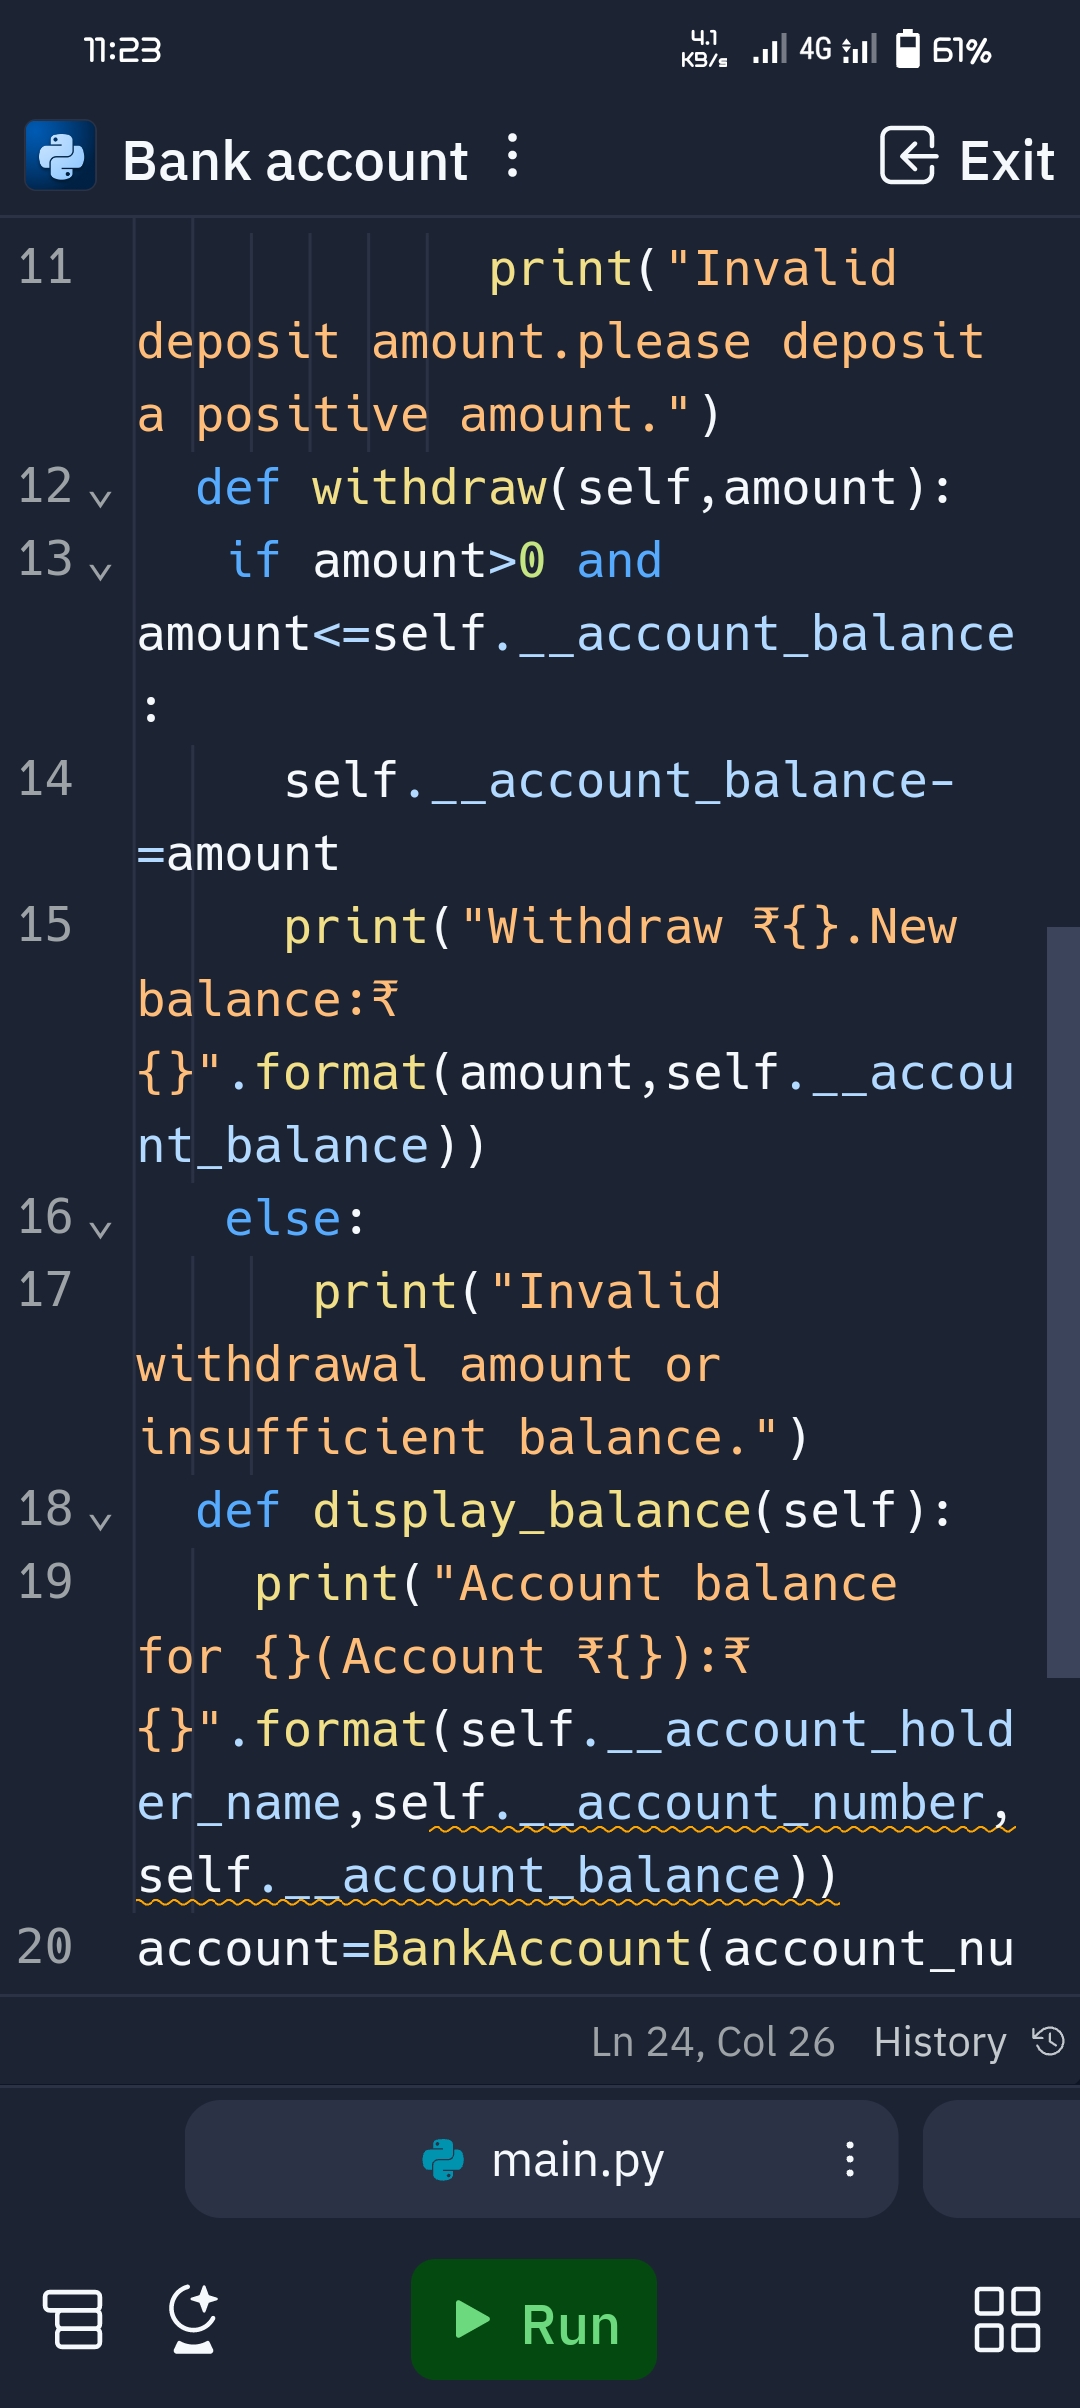 11:23
4.1
KB/s
4G
61%
Bank account
Exit
11 print("Invalid
deposit amount.please deposit
a positive amount.")
12 def withdraw(self,amount):
13 if amount>0 and
amount<=self.__account_balance
:
14 self.__account_balance-
=amount
15 print("Withdraw ₹{}.New
balance:₹
{}".format(amount,self.__accou
nt_balance))
16 else:
17 print("Invalid
withdrawal amount or
insufficient balance.")
18 def display_balance(self):
19 print("Account balance
for {}(Account ₹{}):₹
{}".format(self.__account_hold
er_name,self.__account_number,
self.__account_balance))
20 account=BankAccount(account_nu
Ln 24, Col 26 History
main.py
Run